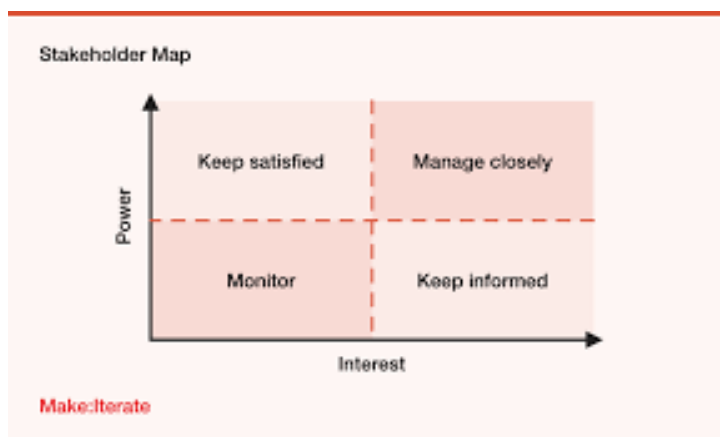 Stakeholder Map
Keep satisfied
Manage closely
Power
Monitor
Keep informed
Interest
Make:Iterate